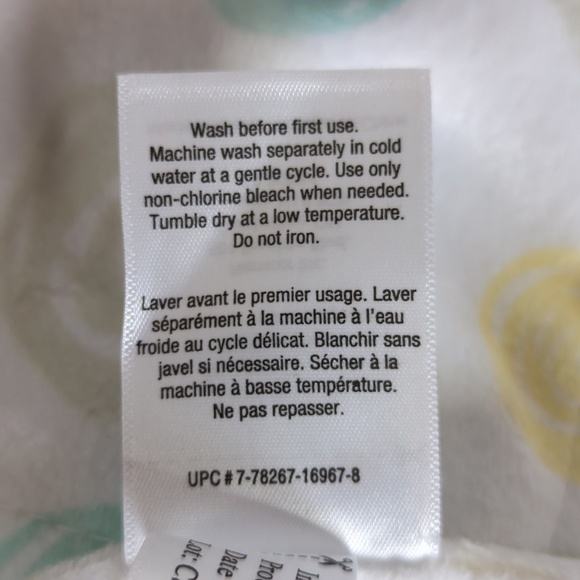 Wash before first use.
Machine wash separately in cold
water at a gentle cycle. Use only
non-chlorine bleach when needed.
Tumble dry at a low temperature.
Do not iron.
Laver avant le premier usage. Laver
séparément à la machine à l'eau
froide au cycle délicat. Blanchir sans
javel si nécessaire. Sécher à la
machine à basse température.
Ne pas repasser.
UPC # 7-78267-16967-8
Lot:
Date